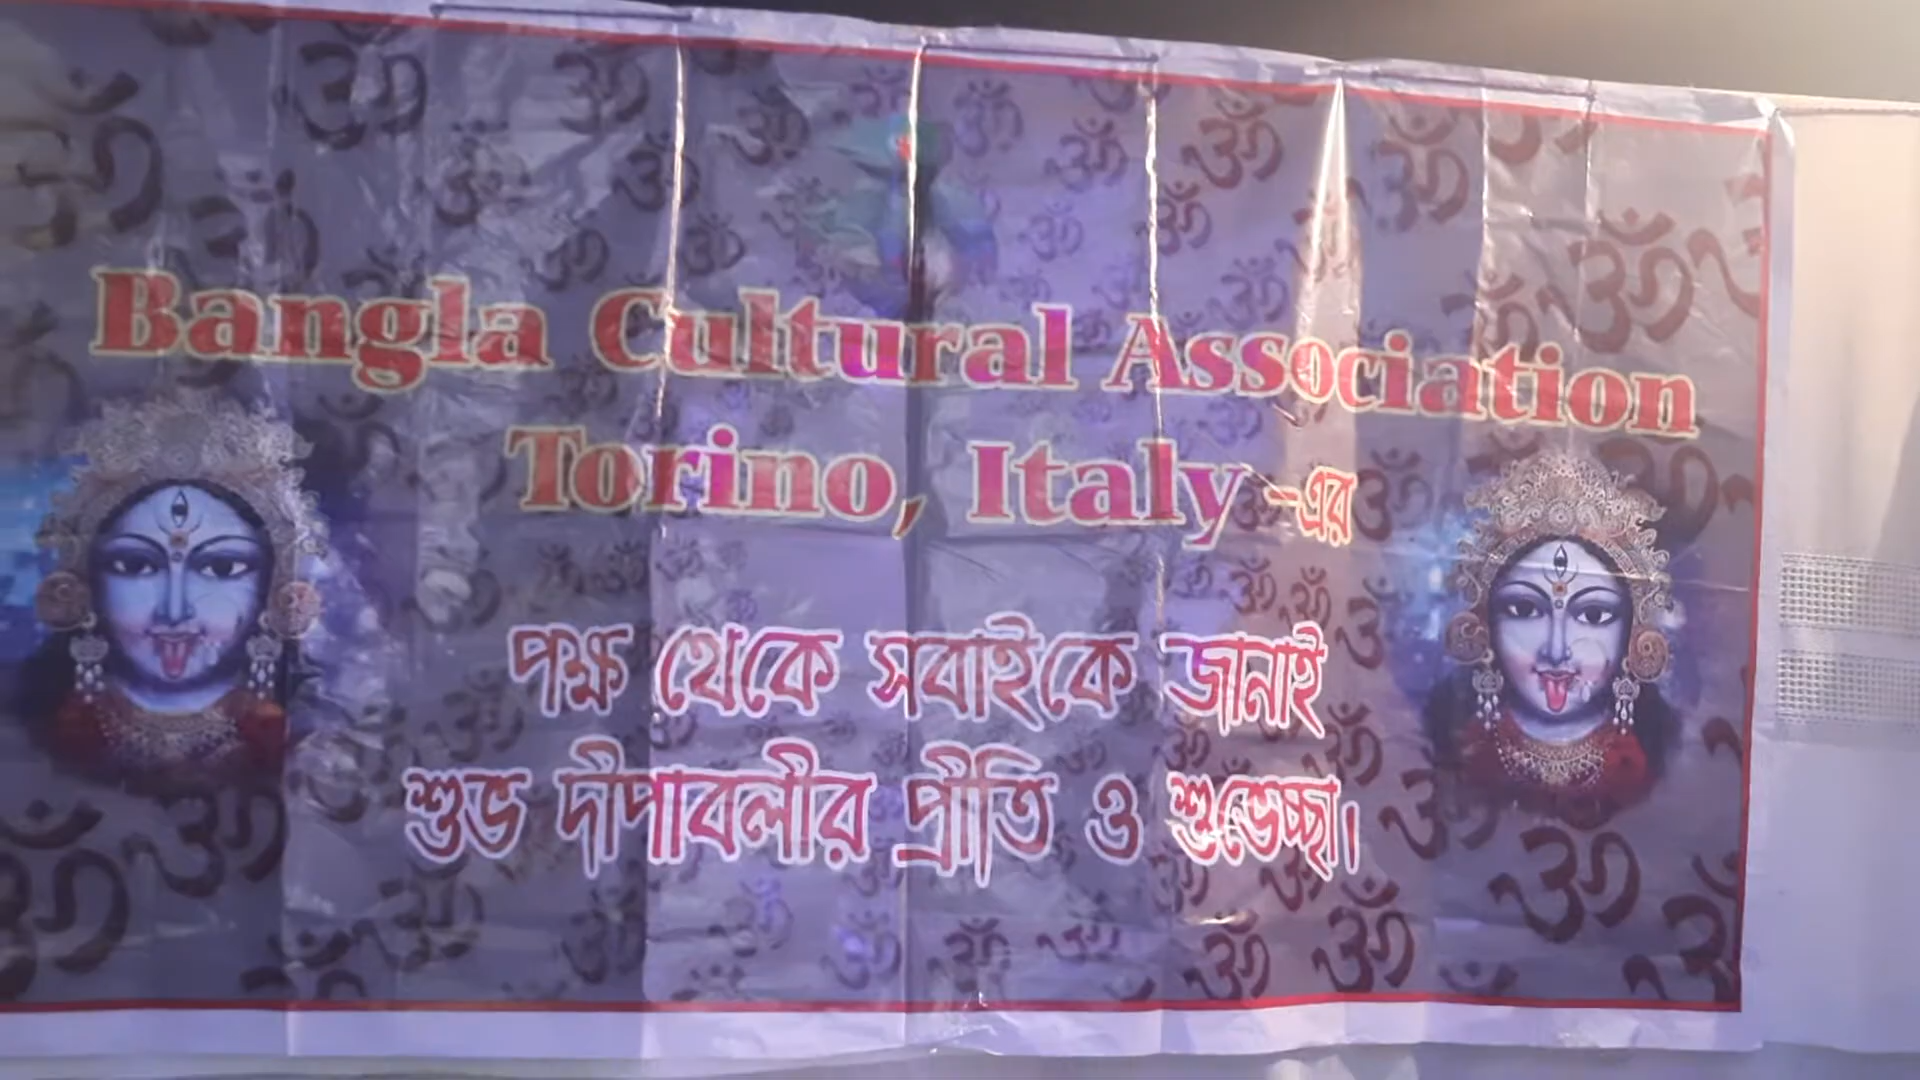 Bangla Cultural Association
Torino, Italy -এর
পক্ষ থেকে সবাইকে জানাই
শুভ দীপাবলীর প্রীতি ও শুভেচ্ছা।